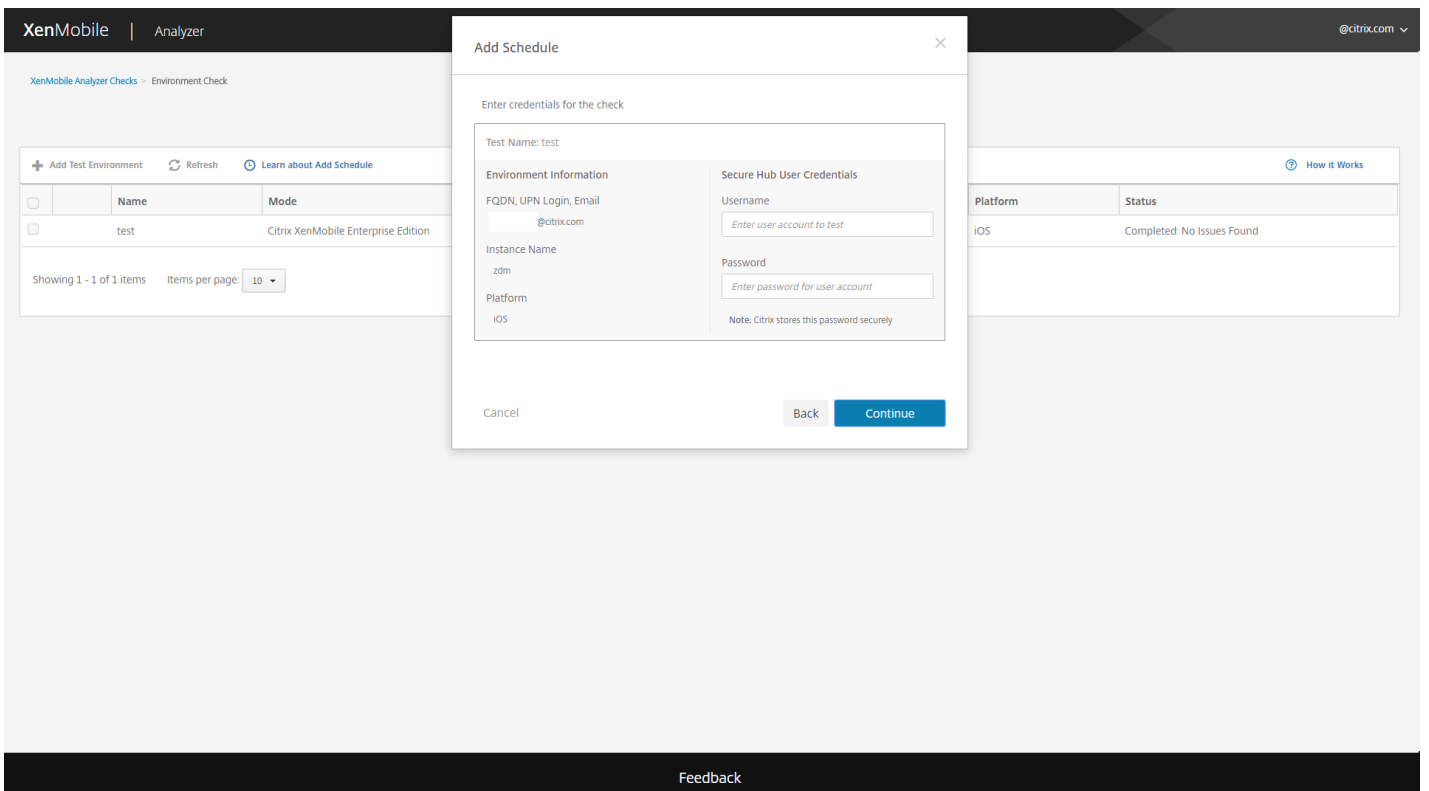 XenMobile | Analyzer
@citrix.com
XenMobile Analyzer Checks > Environment Check
Add Test Environment Refresh Learn about Add Schedule
How it Works
Name Mode Platform Status
test Citrix XenMobile Enterprise Edition iOS Completed: No Issues Found
Showing 1 - 1 of 1 items Items per page: 10
Add Schedule
Enter credentials for the check
Test Name: test
Environment Information
FQDN, UPN Login, Email
@citrix.com
Instance Name
zdm
Platform
iOS
Secure Hub User Credentials
Username
Enter user account to test
Password
Enter password for user account
Note: Citrix stores this password securely
Cancel
Back
Continue
Feedback